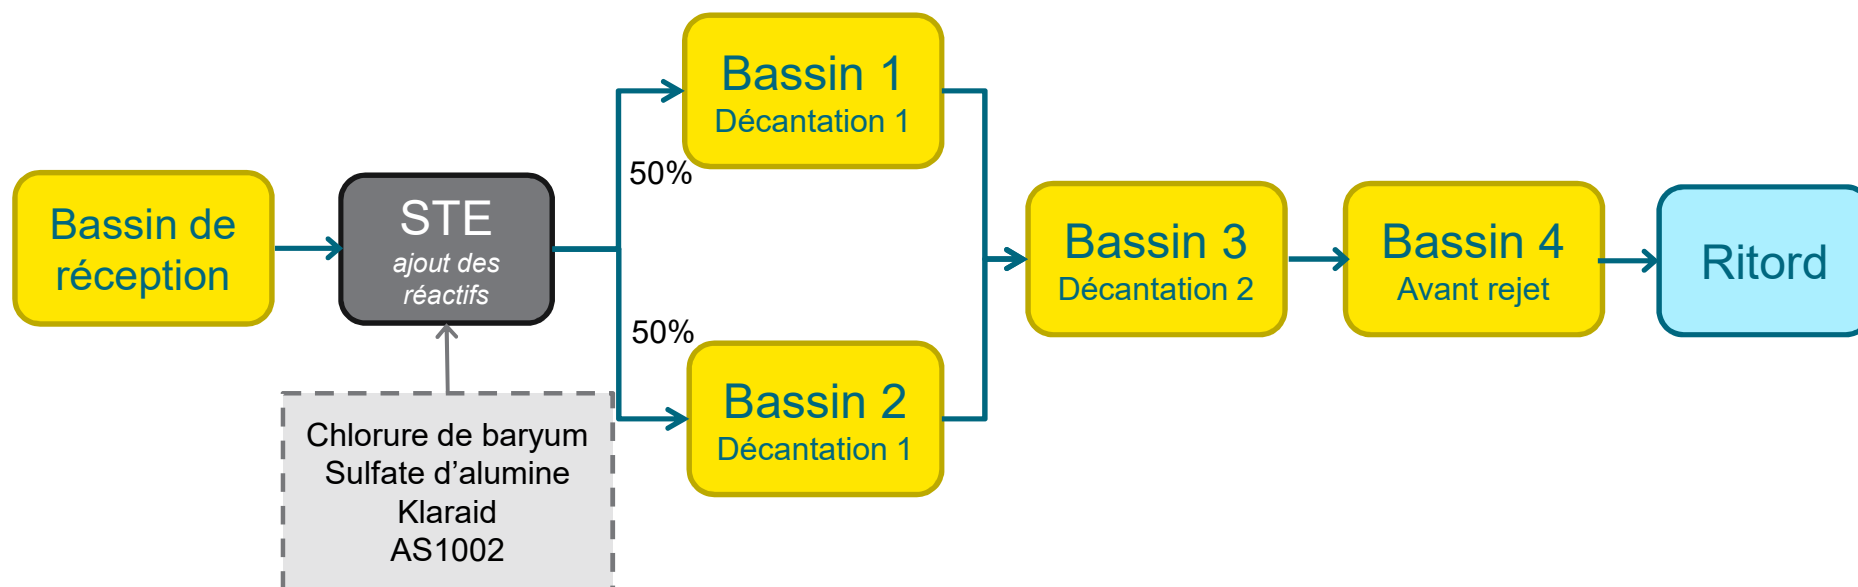 Bassin de
réception
STE
ajout des
réactifs
Chlorure de baryum
Sulfate d'alumine
Klaraid
AS1002
50%
50%
Bassin 1
Décantation 1
Bassin 2
Décantation 1
Bassin 3
Décantation 2
Bassin 4
Avant rejet
Ritord